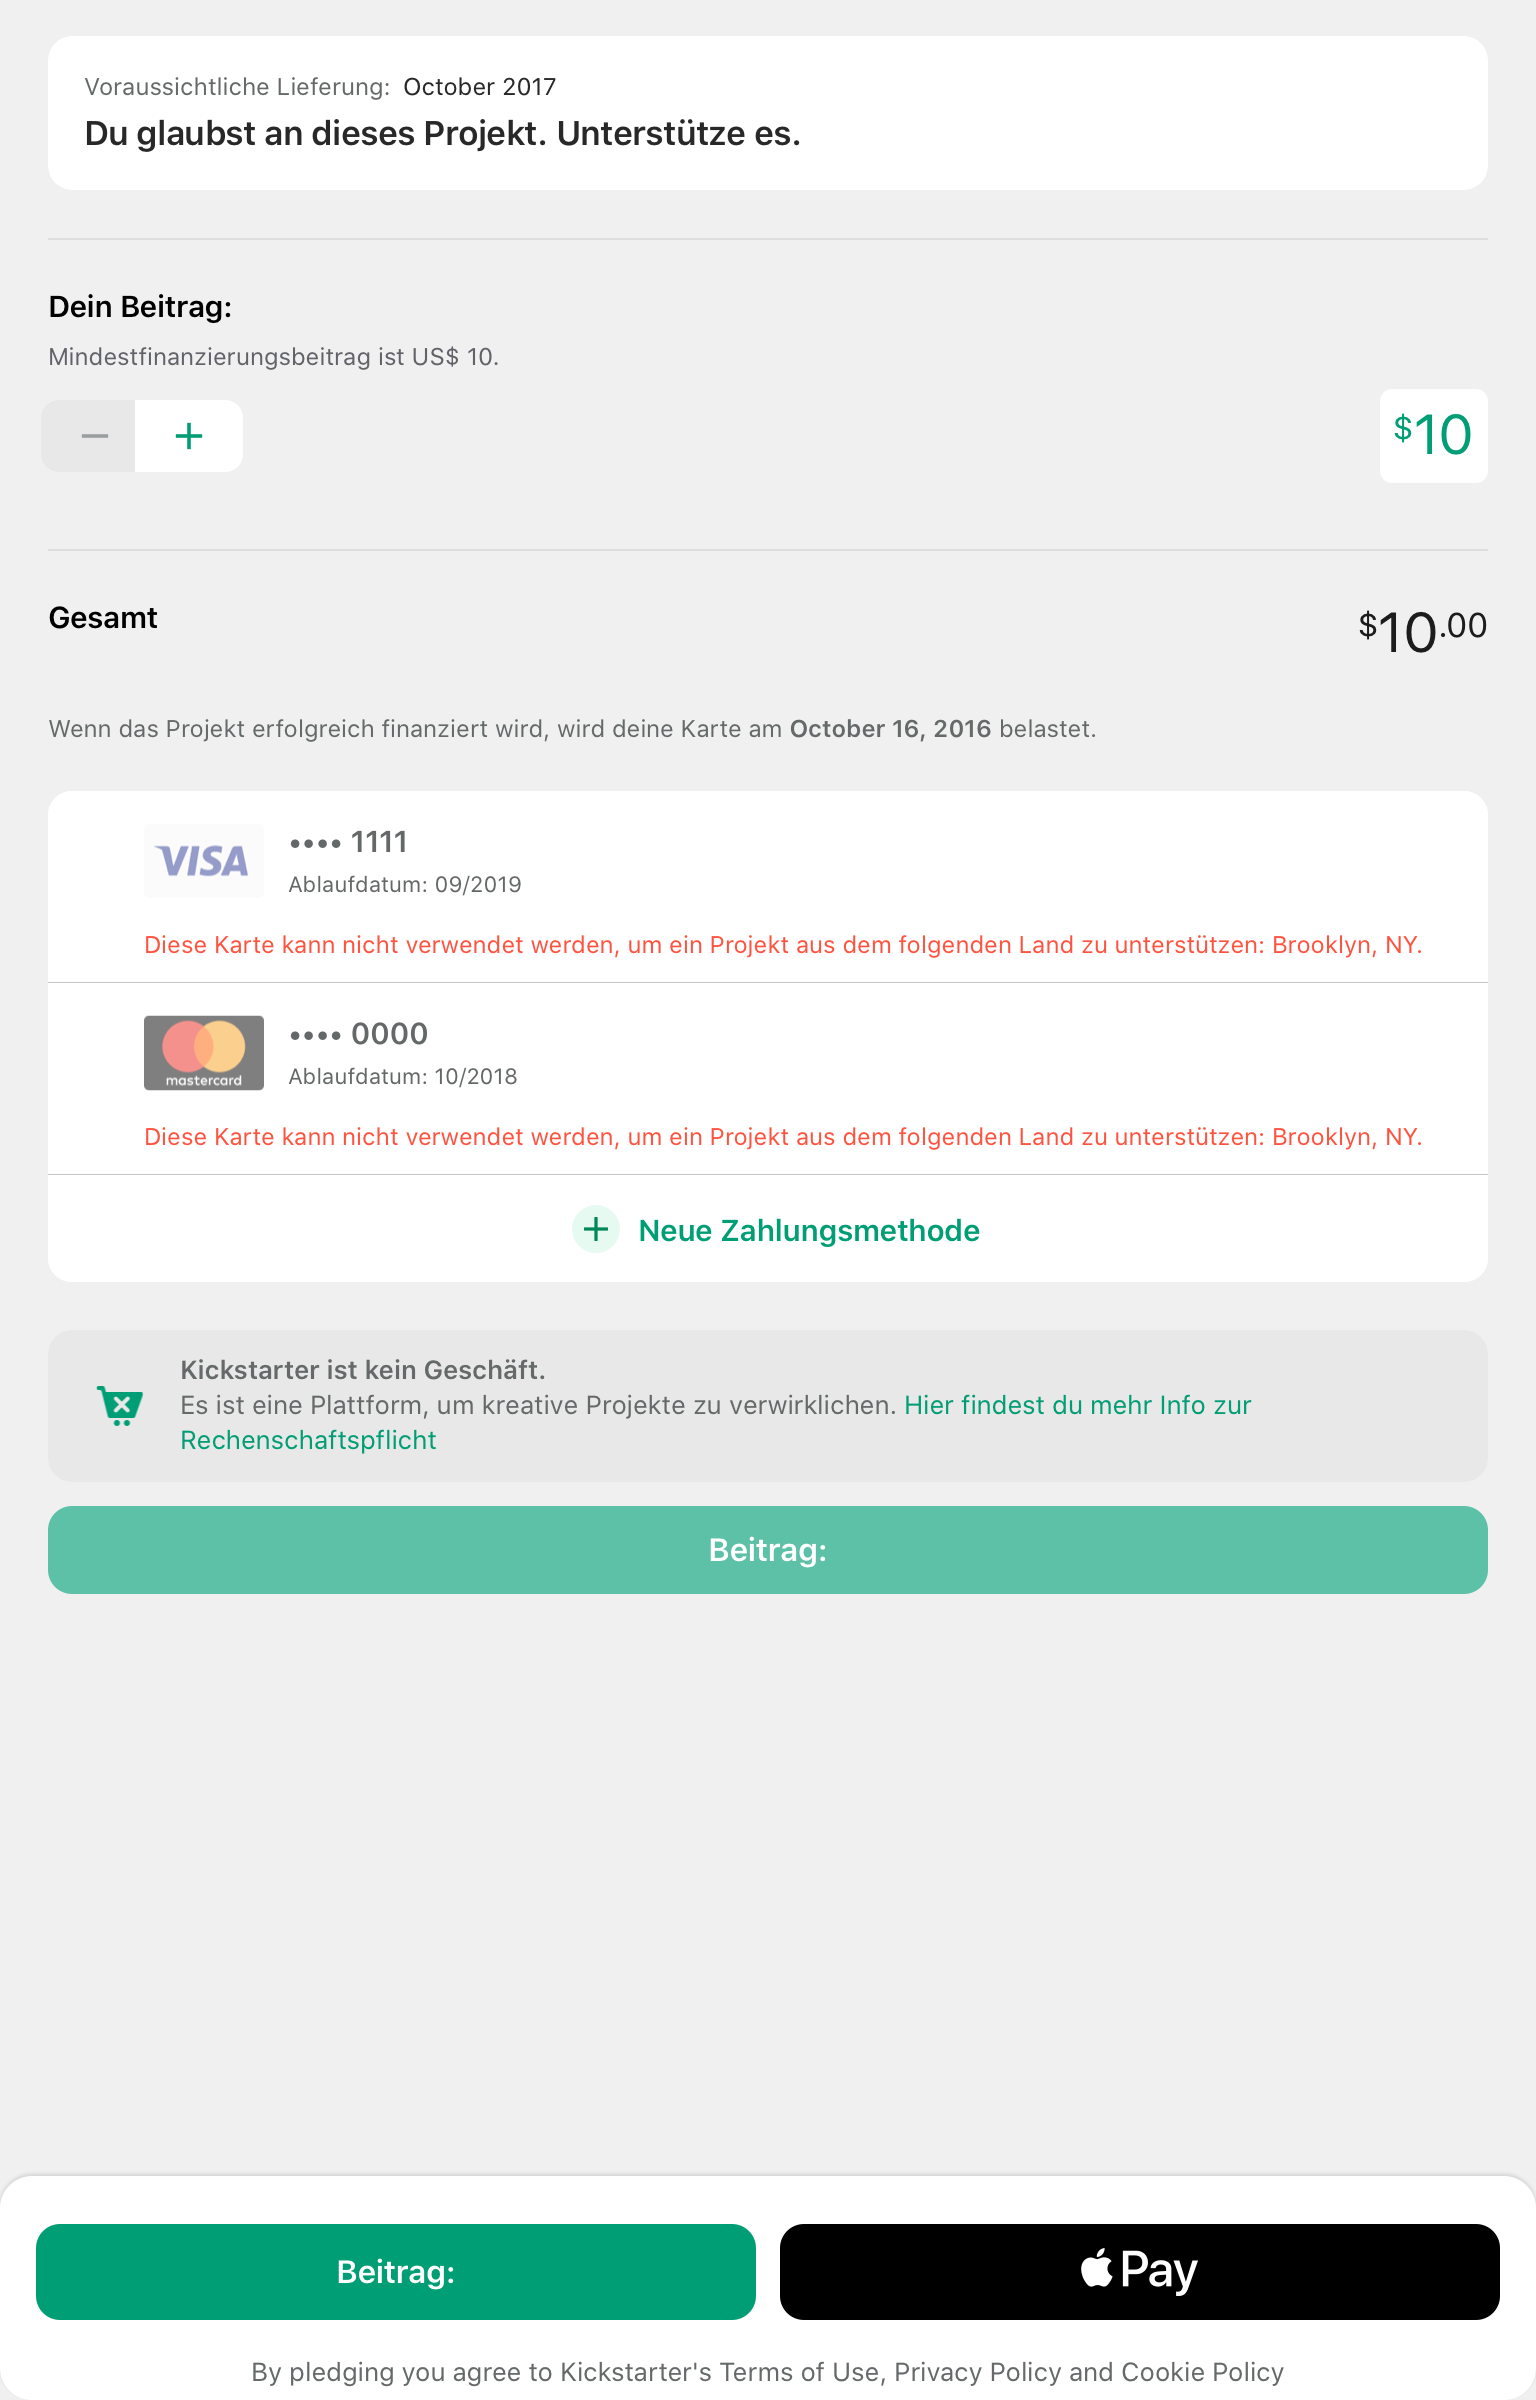 Voraussichtliche Lieferung: October 2017
Du glaubst an dieses Projekt. Unterstütze es.
Dein Beitrag:
Mindestfinanzierungsbeitrag ist US$ 10.
− +
$10
Gesamt
$10.00
Wenn das Projekt erfolgreich finanziert wird, wird deine Karte am October 16, 2016 belastet.
VISA
•••• 1111
Ablaufdatum: 09/2019
Diese Karte kann nicht verwendet werden, um ein Projekt aus dem folgenden Land zu unterstützen: Brooklyn, NY.
mastercard
•••• 0000
Ablaufdatum: 10/2018
Diese Karte kann nicht verwendet werden, um ein Projekt aus dem folgenden Land zu unterstützen: Brooklyn, NY.
+ Neue Zahlungsmethode
Kickstarter ist kein Geschäft.
Es ist eine Plattform, um kreative Projekte zu verwirklichen. Hier findest du mehr Info zur
Rechenschaftspflicht
Beitrag:
Beitrag:
Pay
By pledging you agree to Kickstarter's Terms of Use, Privacy Policy and Cookie Policy